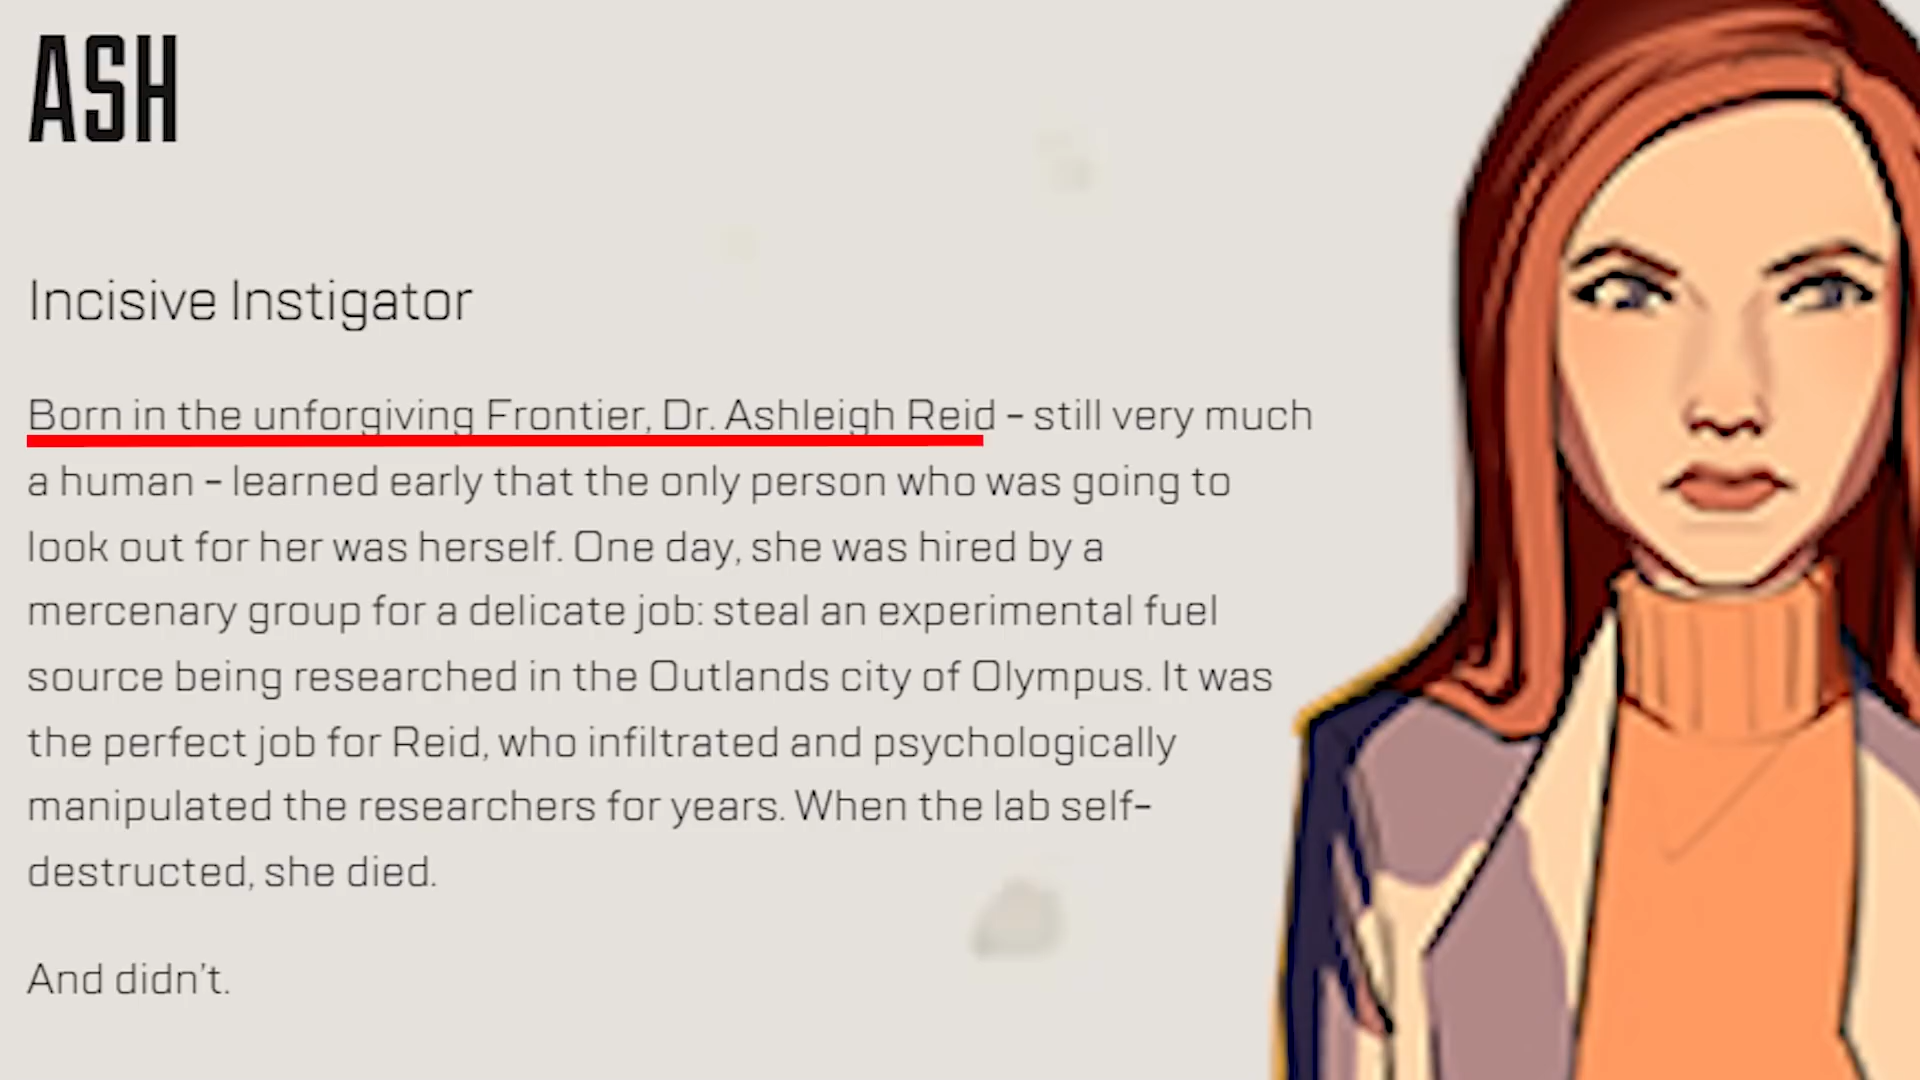 ASH
Incisive Instigator
Born in the unforgiving Frontier, Dr. Ashleigh Reid – still very much
a human – learned early that the only person who was going to
look out for her was herself. One day, she was hired by a
mercenary group for a delicate job: steal an experimental fuel
source being researched in the Outlands city of Olympus. It was
the perfect job for Reid, who infiltrated and psychologically
manipulated the researchers for years. When the lab self-
destructed, she died.
And didn't.